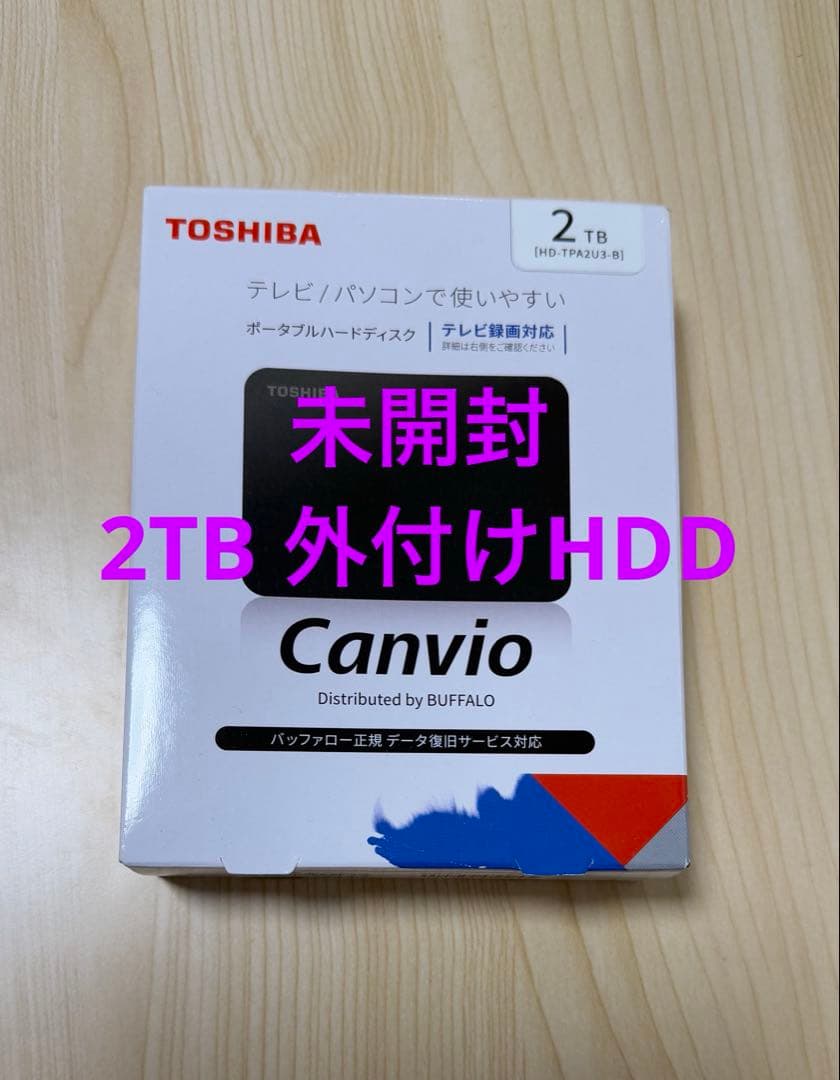 TOSHIBA
2 TB
[HD-TPA2U3-B]
テレビ/パソコンで使いやすい
ポータブルハードディスク
テレビ録画対応
詳細は右側をご確認ください
TOSHIBA
未開封
2TB 外付けHDD
Canvio
Distributed by BUFFALO
バッファロー正規 データ復旧サービス対応